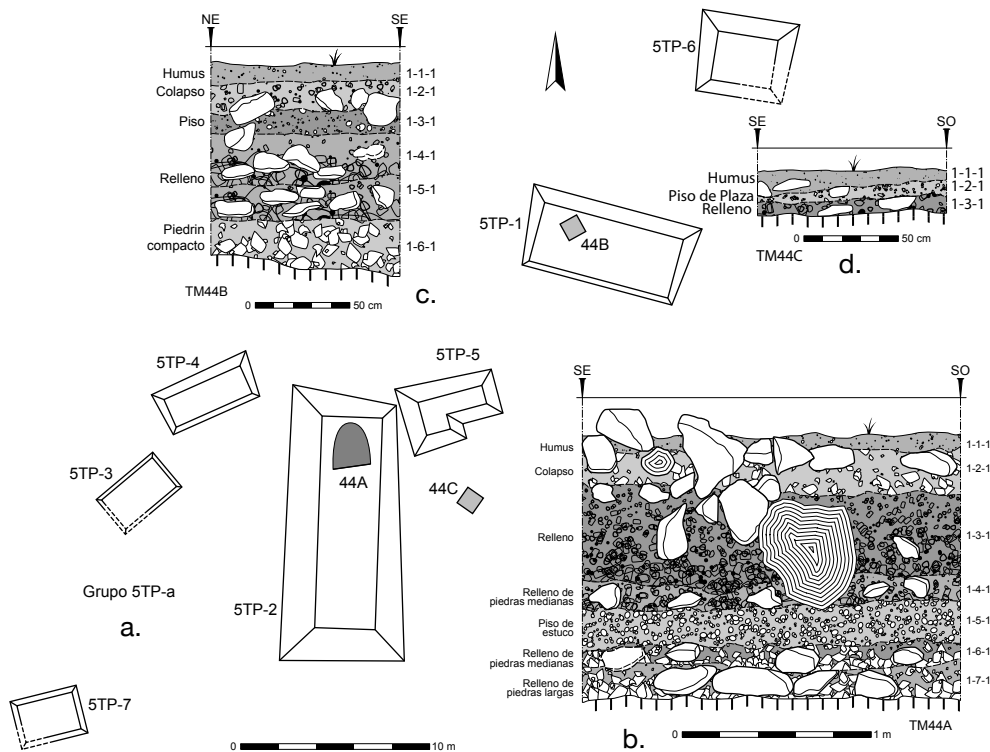 NE
SE
Humus
Colapso
Piso
Relleno
Piedrin
compacto
1-1-1
1-2-1
1-3-1
1-4-1
1-5-1
1-6-1
TM44B
0
50 cm
c.
5TP-6
SE
SO
Humus
Piso de Plaza
Relleno
1-1-1
1-2-1
1-3-1
TM44C
0
50 cm
d.
5TP-1
44B
5TP-4
5TP-5
5TP-3
44A
44C
Grupo 5TP-a
5TP-2
a.
5TP-7
0
10 m
SE
SO
Humus
Colapso
Relleno
Relleno de
piedras medianas
Piso de
estuco
Relleno de
piedras medianas
Relleno de
piedras largas
1-1-1
1-2-1
1-3-1
1-4-1
1-5-1
1-6-1
1-7-1
TM44A
b.
0
1 m